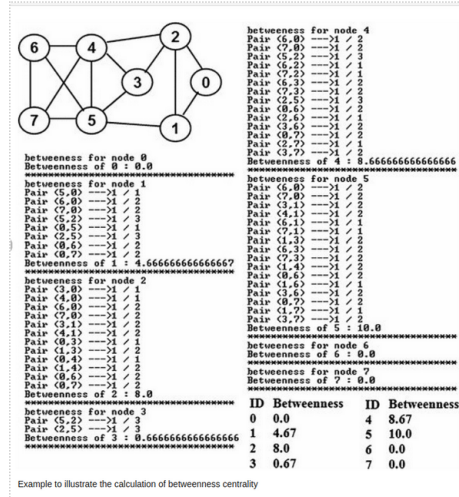 2
6
4
3
0
7
5
1
betweeness for node 0
Betweenness of 0 : 0.0
betweeness for node 1
Pair (5,0) --->1 / 1
Pair (6,0) --->1 / 2
Pair (7,0) --->1 / 2
Pair (5,2) --->1 / 3
Pair (0,5) --->1 / 1
Pair (2,5) --->1 / 3
Pair (0,6) --->1 / 2
Pair (0,7) --->1 / 2
Betweenness of 1 : 4.666666666666667
betweeness for node 2
Pair (3,0) --->1 / 1
Pair (4,0) --->1 / 1
Pair (6,0) --->1 / 2
Pair (7,0) --->1 / 2
Pair (3,1) --->1 / 2
Pair (4,1) --->1 / 2
Pair (0,3) --->1 / 1
Pair (1,3) --->1 / 2
Pair (0,4) --->1 / 1
Pair (1,4) --->1 / 2
Pair (0,6) --->1 / 2
Pair (0,7) --->1 / 2
Betweenness of 2 : 8.0
betweeness for node 3
Pair (5,2) --->1 / 3
Pair (2,5) --->1 / 3
Betweenness of 3 : 0.6666666666666666
betweeness for node 4
Pair (6,0) --->1 / 2
Pair (7,0) --->1 / 2
Pair (5,2) --->1 / 3
Pair (6,2) --->1 / 1
Pair (7,2) --->1 / 1
Pair (6,3) --->1 / 2
Pair (7,3) --->1 / 2
Pair (2,5) --->1 / 3
Pair (0,6) --->1 / 2
Pair (2,6) --->1 / 1
Pair (3,6) --->1 / 2
Pair (0,7) --->1 / 2
Pair (2,7) --->1 / 1
Pair (3,7) --->1 / 2
Betweenness of 4 : 8.666666666666666
betweeness for node 5
Pair (6,0) --->1 / 2
Pair (7,0) --->1 / 2
Pair (3,1) --->1 / 2
Pair (4,1) --->1 / 2
Pair (6,1) --->1 / 1
Pair (7,1) --->1 / 1
Pair (1,3) --->1 / 2
Pair (6,3) --->1 / 2
Pair (7,3) --->1 / 2
Pair (1,4) --->1 / 2
Pair (0,6) --->1 / 2
Pair (1,6) --->1 / 1
Pair (3,6) --->1 / 2
Pair (0,7) --->1 / 2
Pair (1,7) --->1 / 1
Pair (3,7) --->1 / 2
Betweenness of 5 : 10.0
betweeness for node 6
Betweenness of 6 : 0.0
betweeness for node 7
Betweenness of 7 : 0.0
ID Betweenness ID Betweenness
0 0.0 4 8.67
1 4.67 5 10.0
2 8.0 6 0.0
3 0.67 7 0.0
Example to illustrate the calculation of betweenness centrality